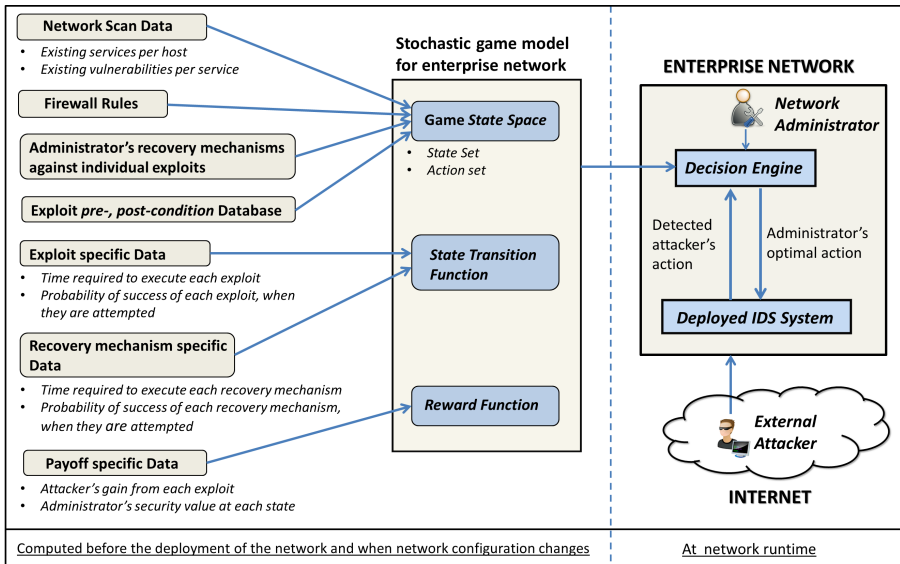 Network Scan Data
• Existing services per host
• Existing vulnerabilities per service
Firewall Rules
Administrator's recovery mechanisms
against individual exploits
Exploit pre-, post-condition Database
Exploit specific Data
• Time required to execute each exploit
• Probability of success of each exploit, when
they are attempted
Recovery mechanism specific
Data
• Time required to execute each recovery mechanism
• Probability of success of each recovery mechanism,
when they are attempted
Payoff specific Data
• Attacker's gain from each exploit
• Administrator's security value at each state
Stochastic game model
for enterprise network
Game State Space
• State Set
• Action set
State Transition
Function
Reward Function
ENTERPRISE NETWORK
Network
Administrator
Decision Engine
Detected
attacker's
action
Administrator's
optimal action
Deployed IDS System
External
Attacker
INTERNET
Computed before the deployment of the network and when network configuration changes
At network runtime